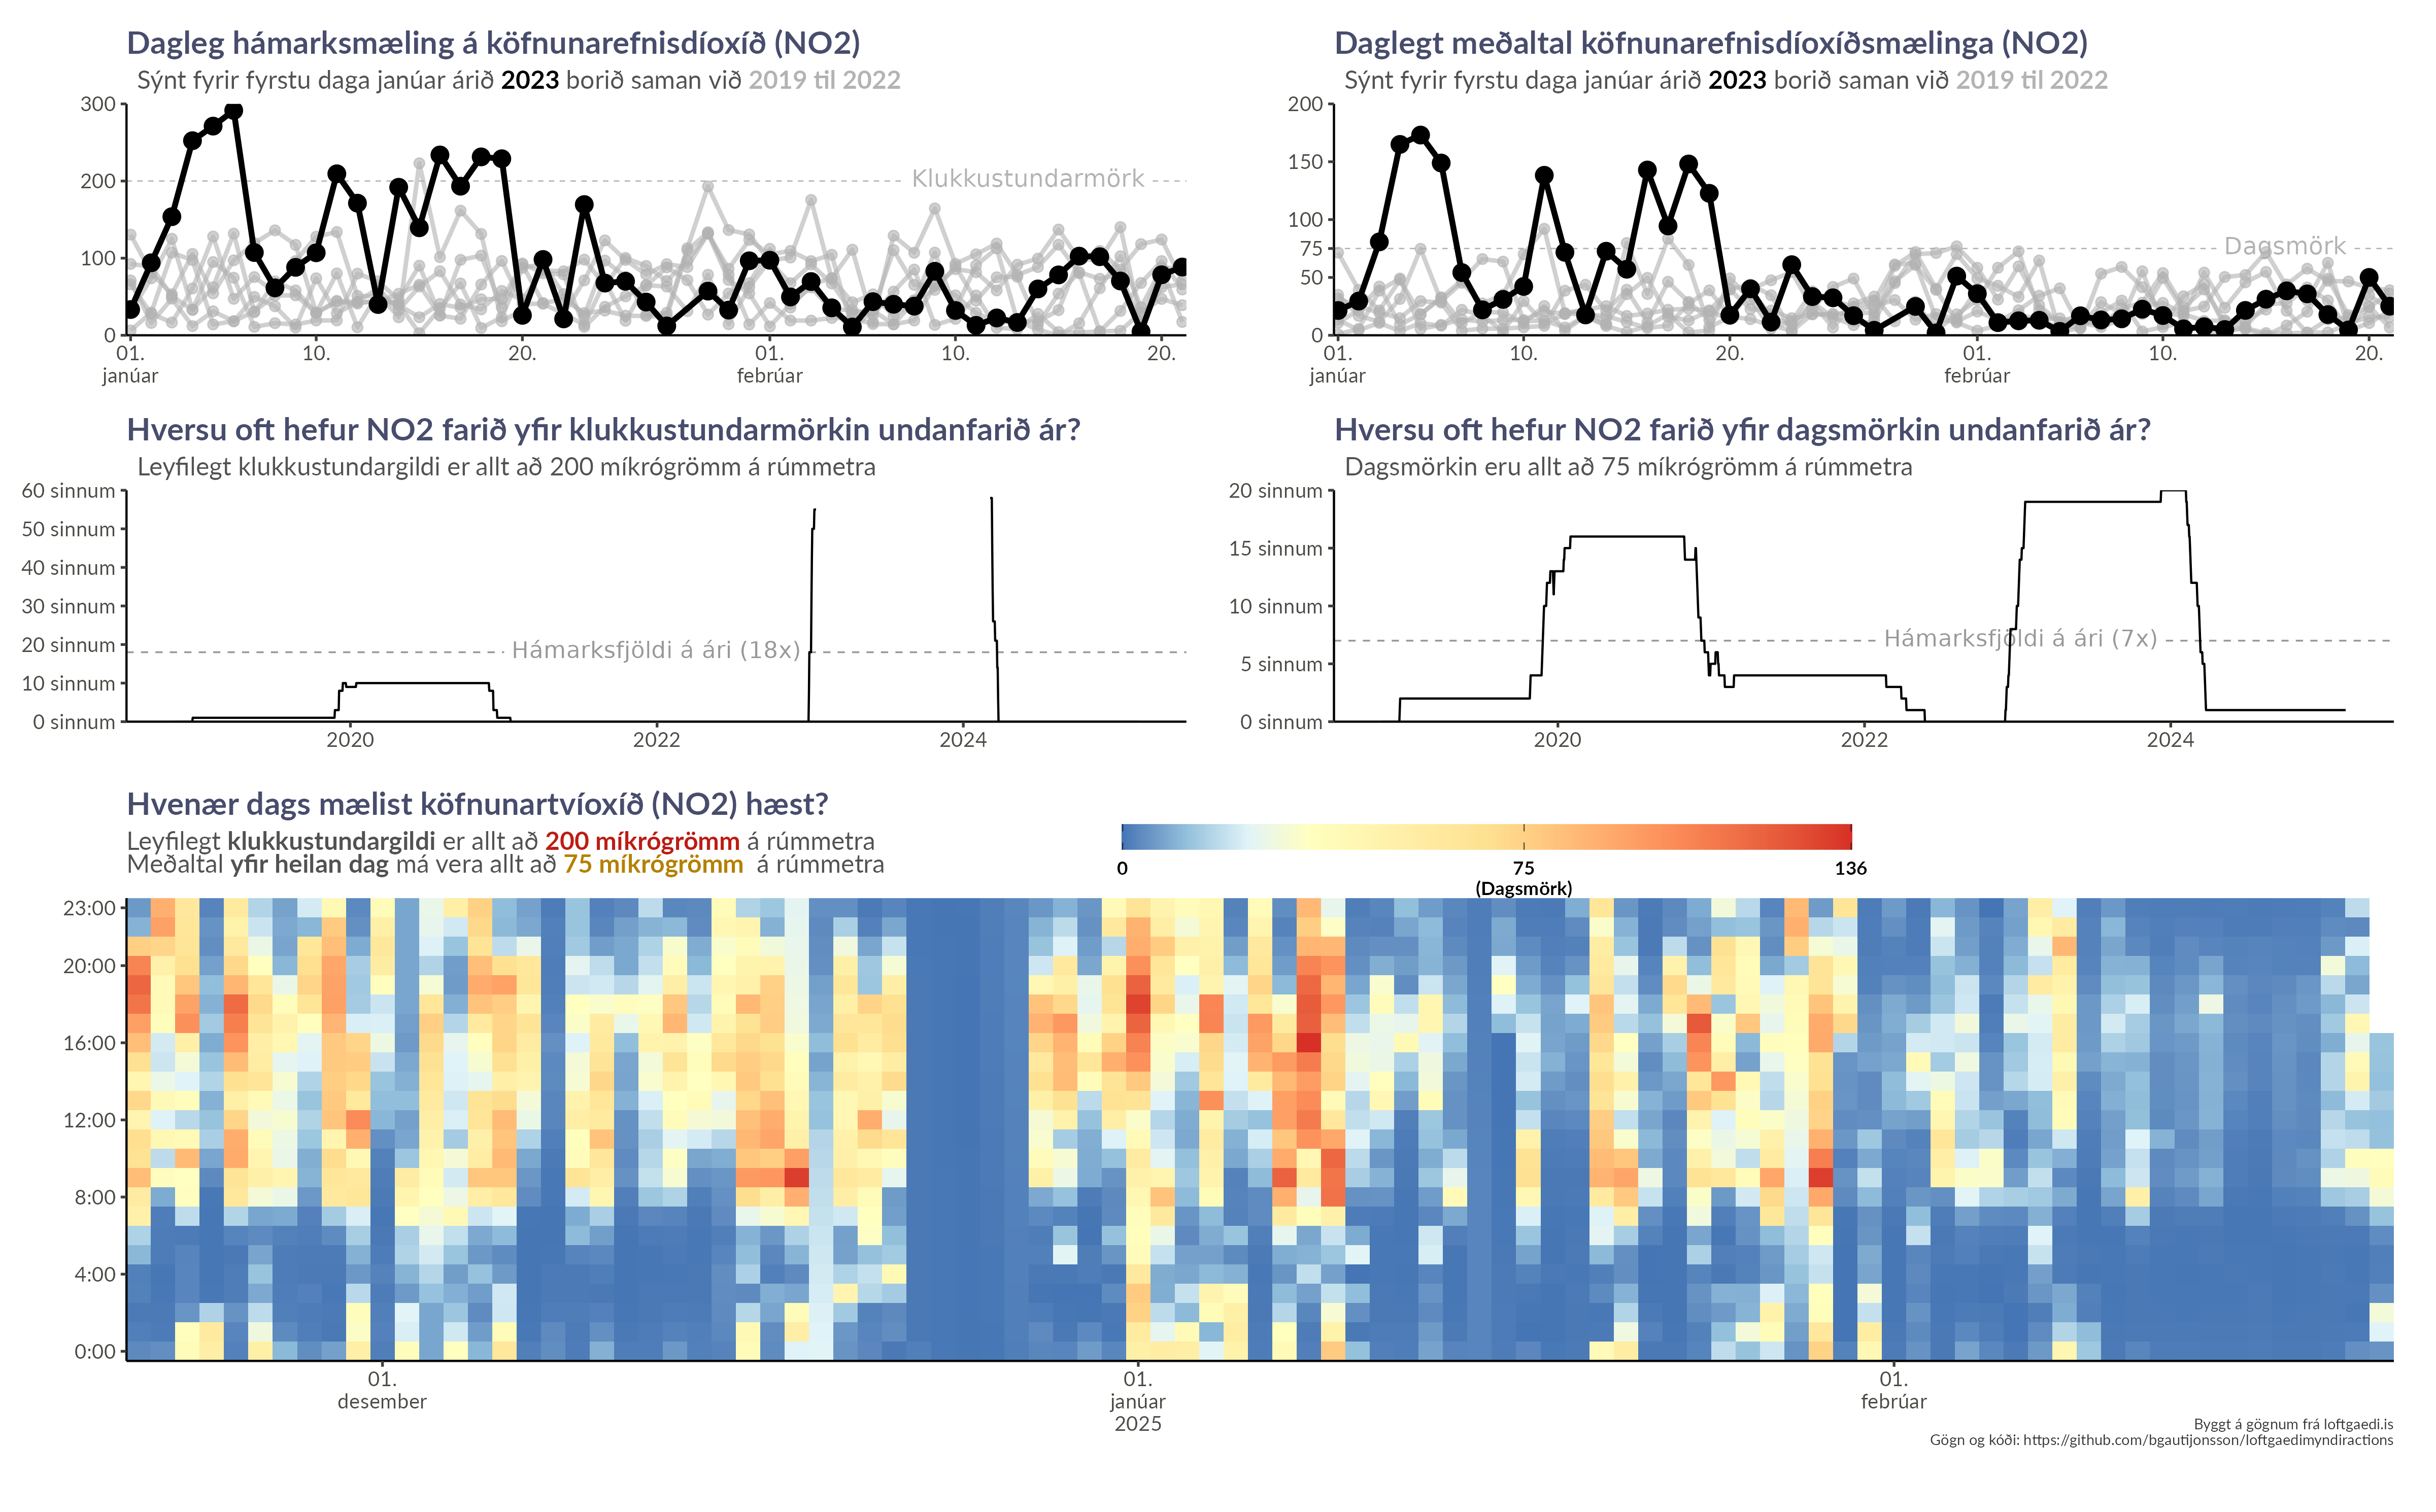 Dagleg hámarksmæling á köfnunarefnisdíoxíð (NO2)
Sýnt fyrir fyrstu daga janúar árið 2023 borið saman við 2019 til 2022
300
200
100
0
Klukkustundarmörk
01.
janúar
10.
20.
01.
febrúar
10.
20.
Daglegt meðaltal köfnunarefnisdíoxíðsmælinga (NO2)
Sýnt fyrir fyrstu daga janúar árið 2023 borið saman við 2019 til 2022
200
150
100
75
50
0
Dagsmörk
01.
janúar
10.
20.
01.
febrúar
10.
20.
Hversu oft hefur NO2 farið yfir klukkustundarmörkin undanfarið ár?
Leyfilegt klukkustundargildi er allt að 200 míkrógrömm á rúmmetra
60 sinnum
50 sinnum
40 sinnum
30 sinnum
20 sinnum
10 sinnum
0 sinnum
Hámarksfjöldi á ári (18x)
2020
2022
2024
Hversu oft hefur NO2 farið yfir dagsmörkin undanfarið ár?
Dagsmörkin eru allt að 75 míkrógrömm á rúmmetra
20 sinnum
15 sinnum
10 sinnum
5 sinnum
0 sinnum
Hámarksfjöldi á ári (7x)
2020
2022
2024
Hvenær dags mælist köfnunartvíoxíð (NO2) hæst?
Leyfilegt klukkustundargildi er allt að 200 míkrógrömm á rúmmetra
Meðaltal yfir heilan dag má vera allt að 75 míkrógrömm á rúmmetra
0
75
(Dagsmörk)
136
23:00
20:00
16:00
12:00
8:00
4:00
0:00
01.
desember
01.
janúar
2025
01.
febrúar
Byggt á gögnum frá loftgaedi.is
Gögn og kóði: https://github.com/bgautijonsson/loftgaedimyndiractions